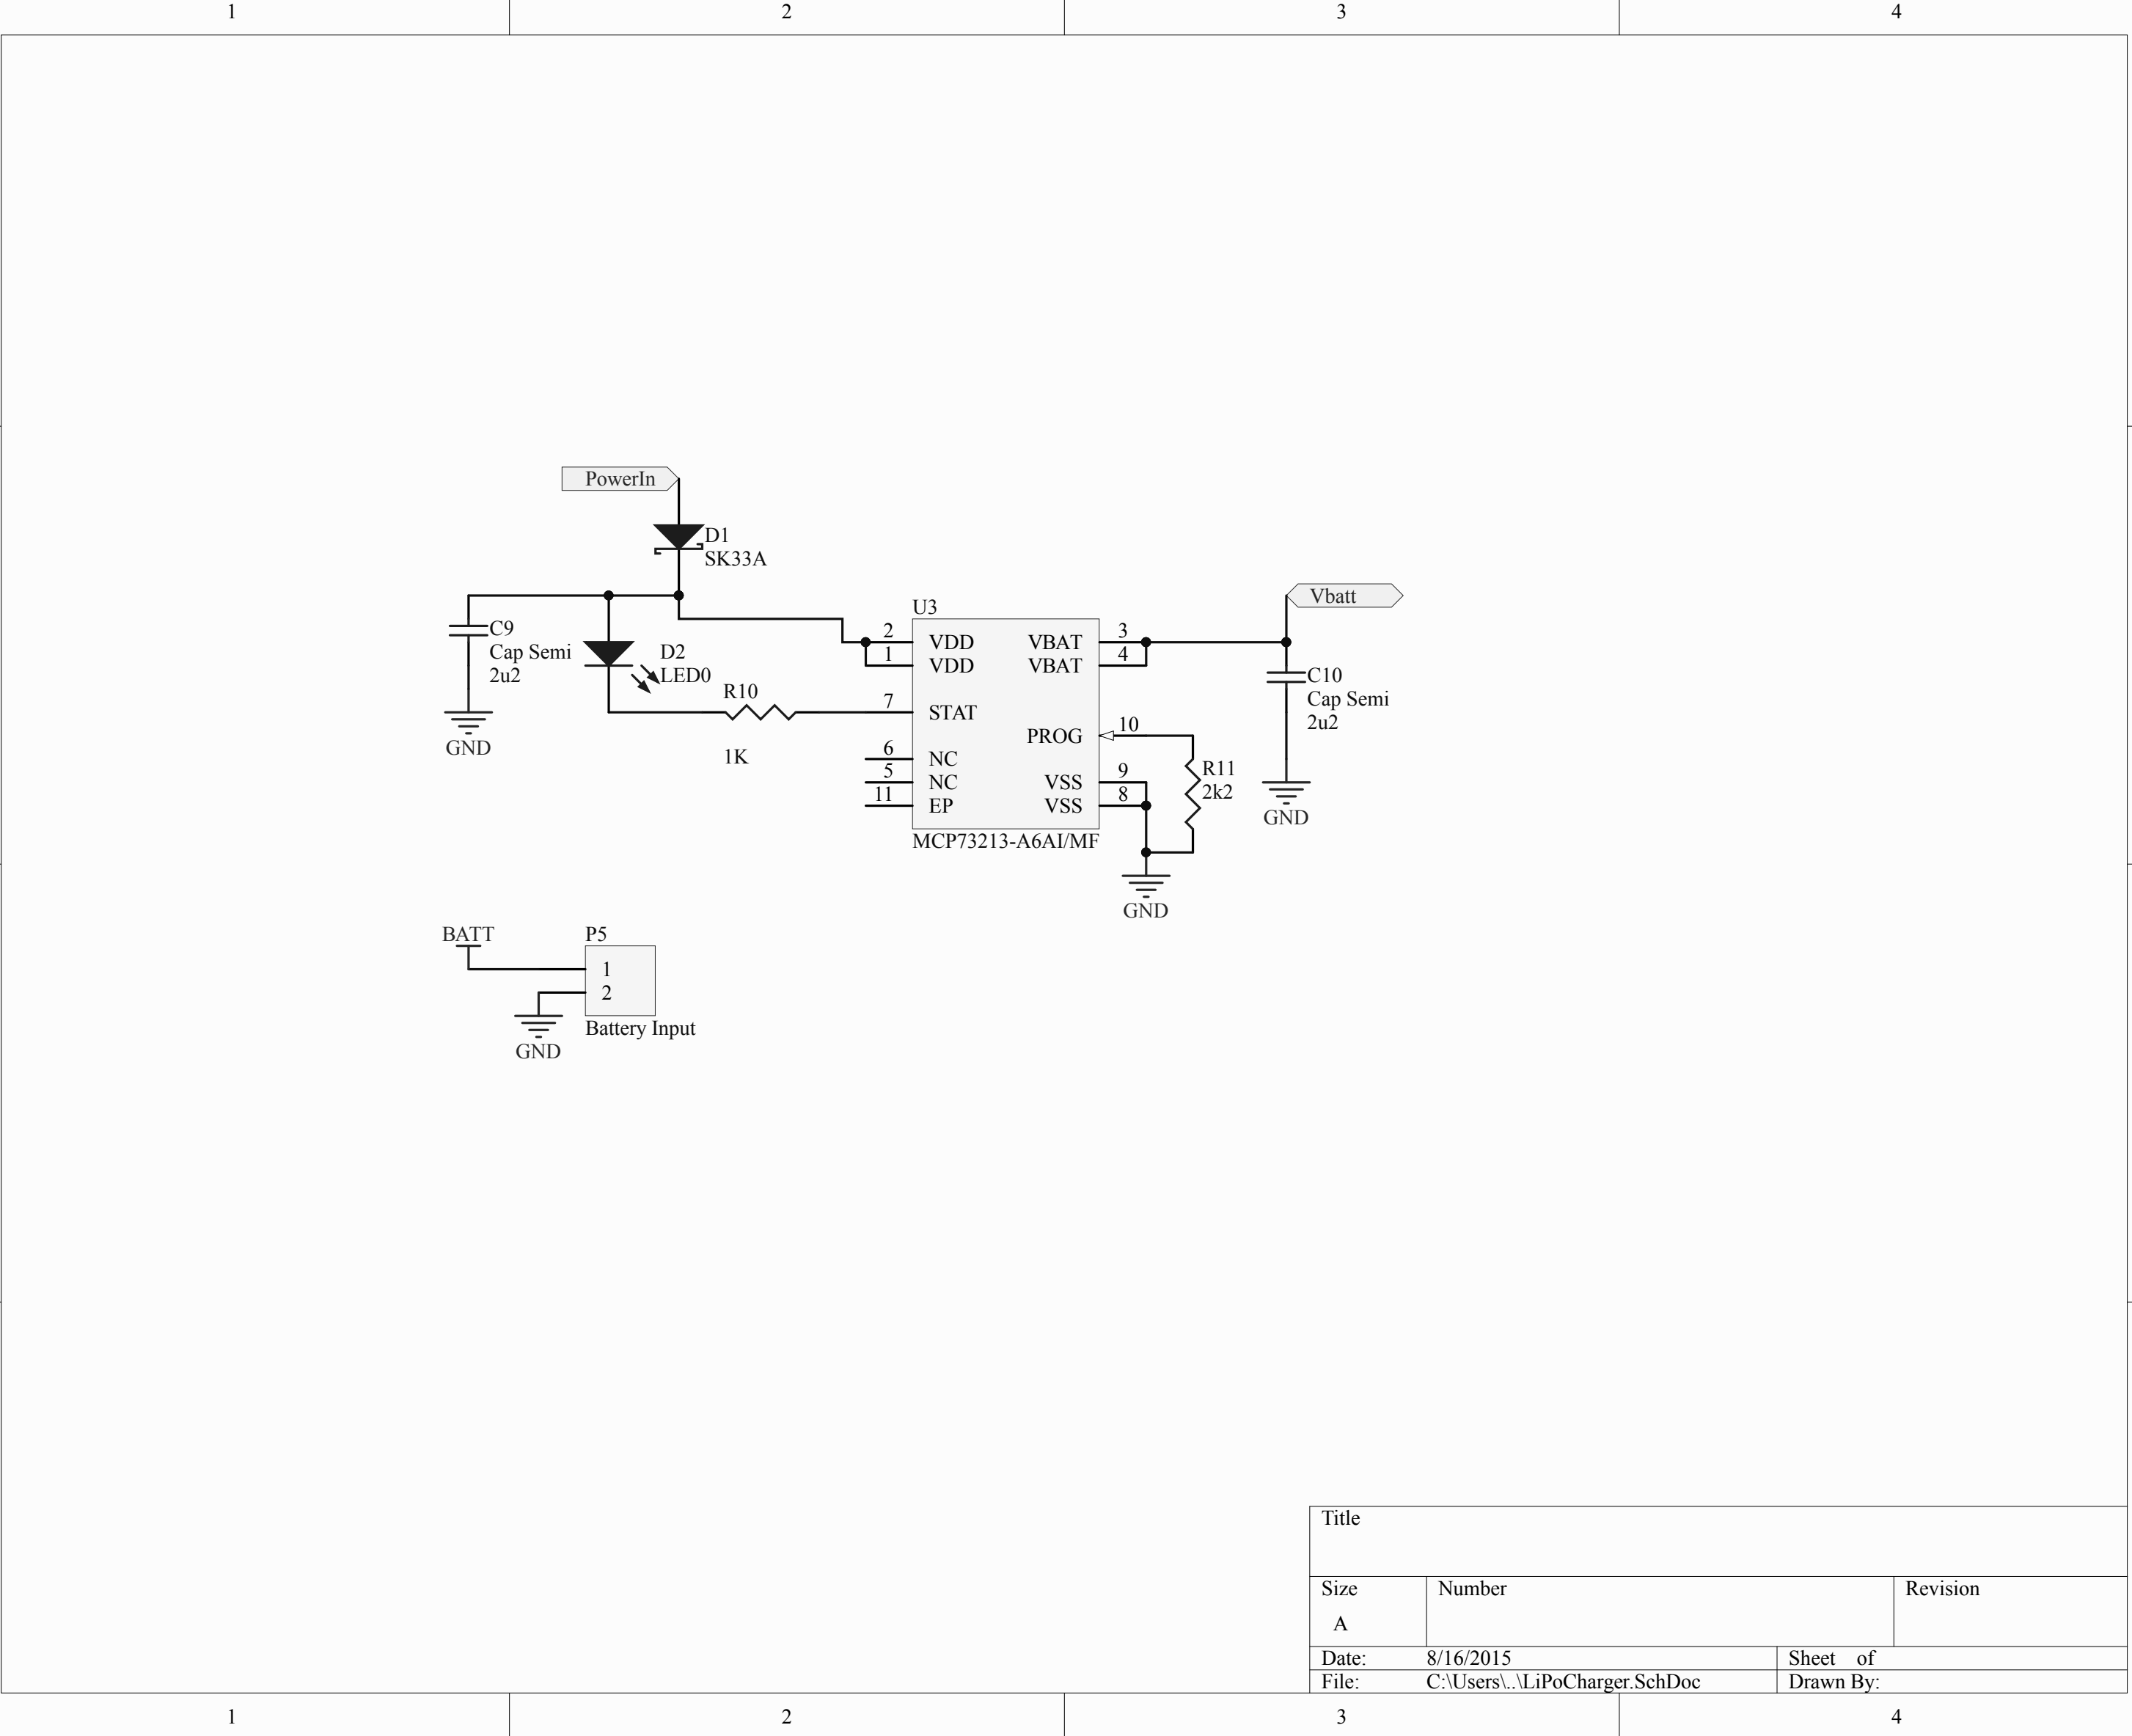 1 2 3 4
PowerIn
D1
SK33A
C9
Cap Semi
2u2
GND
D2
LED0
R10
1K
U3
2 VDD VBAT 3
1 VDD VBAT 4
7 STAT
PROG 10
6 NC
5 NC VSS 9
11 EP VSS 8
MCP73213-A6AI/MF
R11
2k2
GND
Vbatt
C10
Cap Semi
2u2
GND
BATT
P5
1
2
GND
Battery Input
Title
Size Number Revision
A
Date: 8/16/2015 Sheet of
File: C:\Users\..\LiPoCharger.SchDoc Drawn By:
1 2 3 4